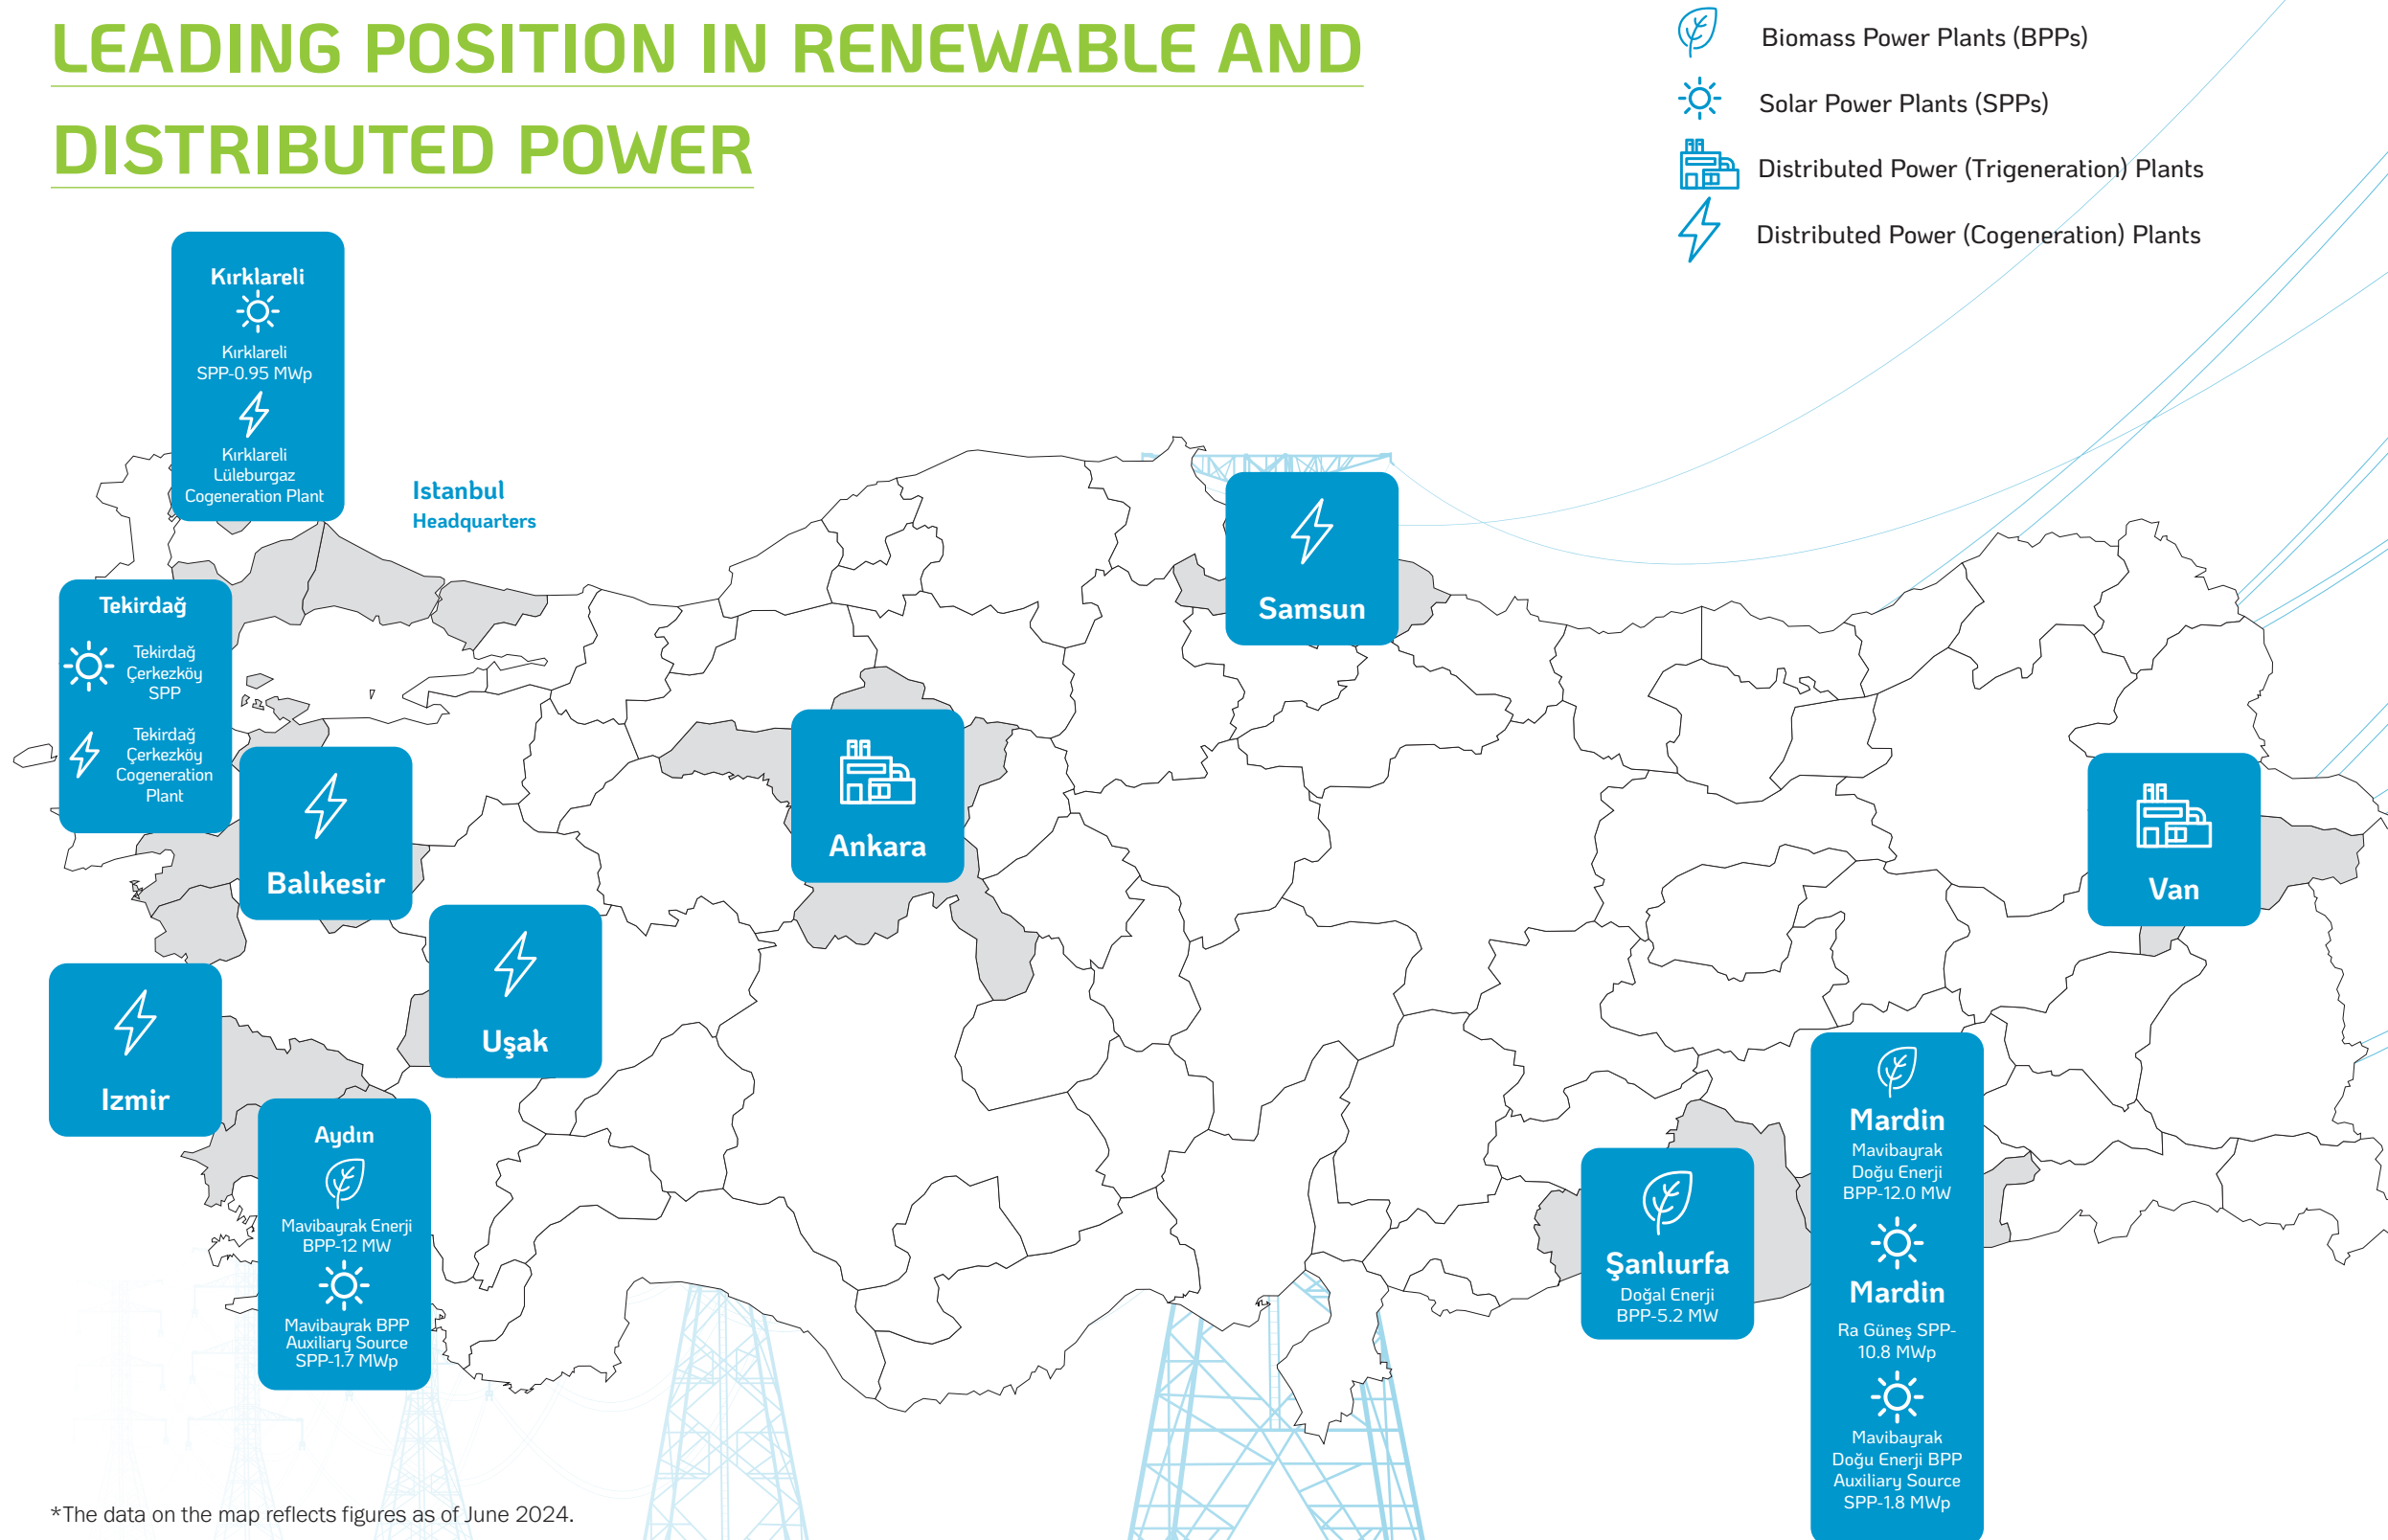 LEADING POSITION IN RENEWABLE AND
DISTRIBUTED POWER
Biomass Power Plants (BPPs)
Solar Power Plants (SPPs)
Distributed Power (Trigeneration) Plants
Distributed Power (Cogeneration) Plants
Kırklareli
Kırklareli
SPP-0.95 MWp
Kırklareli
Lüleburgaz
Cogeneration Plant
Istanbul
Headquarters
Samsun
Tekirdağ
Tekirdağ
Çerkezköy
SPP
Tekirdağ
Çerkezköy
Cogeneration
Plant
Balıkesir
Ankara
Van
Uşak
Izmir
Aydın
Mavibayrak Enerji
BPP-12 MW
Mavibayrak BPP
Auxiliary Source
SPP-1.7 MWp
Şanlıurfa
Doğal Enerji
BPP-5.2 MW
Mardin
Mavibayrak
Doğu Enerji
BPP-12.0 MW
Mardin
Ra Güneş SPP-
10.8 MWp
Mavibayrak
Doğu Enerji BPP
Auxiliary Source
SPP-1.8 MWp
*The data on the map reflects figures as of June 2024.